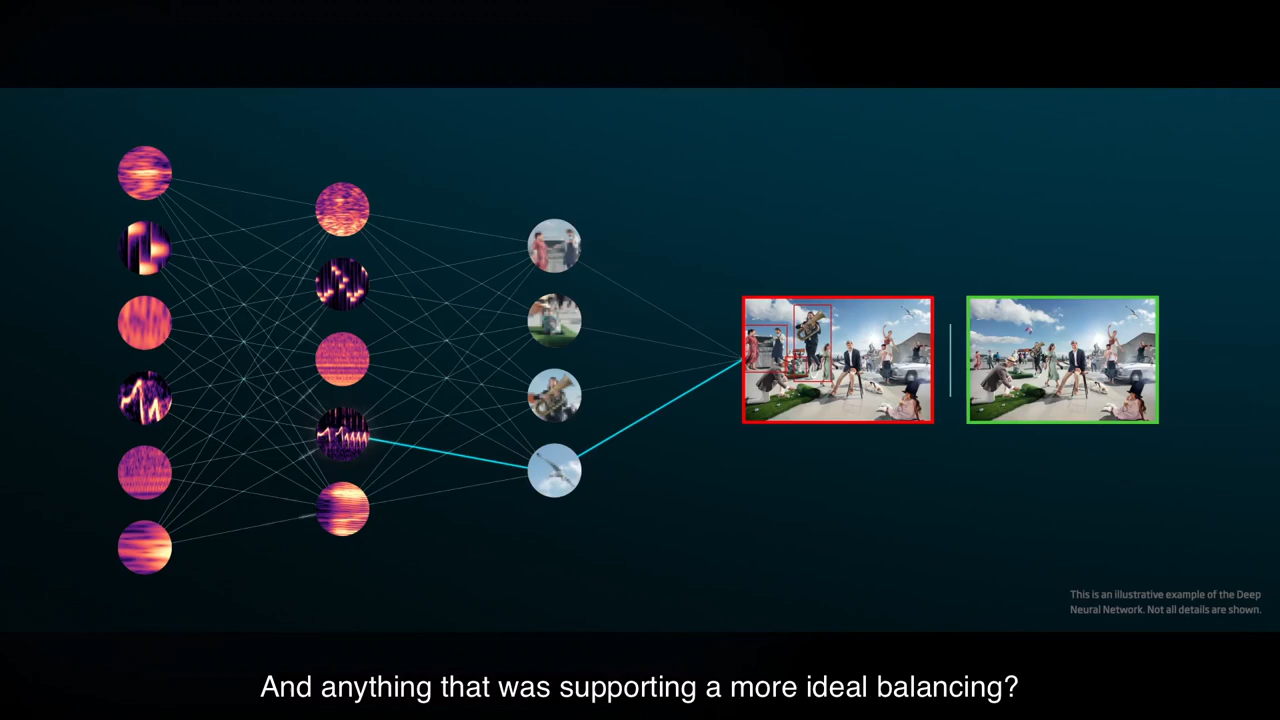 This is an illustrative example of the Deep
Neural Network. Not all details are shown.
And anything that was supporting a more ideal balancing?